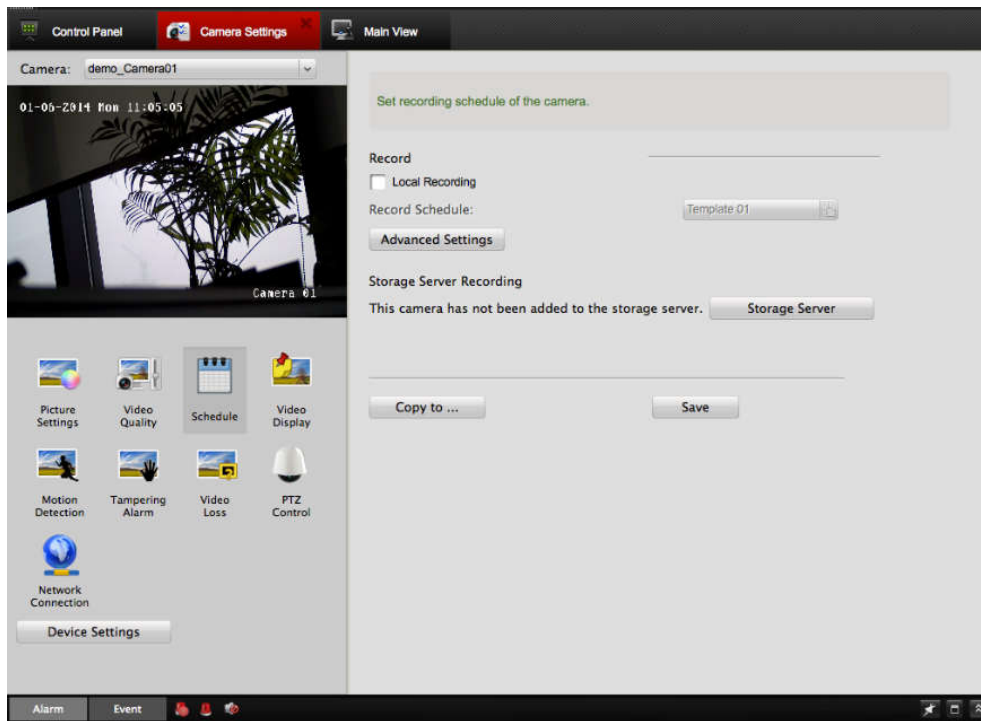 Control Panel
Camera Settings
Main View
Camera: demo_Camera01
01-06-2014 Mon 11:05:05
Camera 01
Picture Settings
Video Quality
Schedule
Video Display
Motion Detection
Tampering Alarm
Video Loss
PTZ Control
Network Connection
Device Settings
Set recording schedule of the camera.
Record
Local Recording
Record Schedule: Template 01
Advanced Settings
Storage Server Recording
This camera has not been added to the storage server. Storage Server
Copy to ... Save
Alarm Event